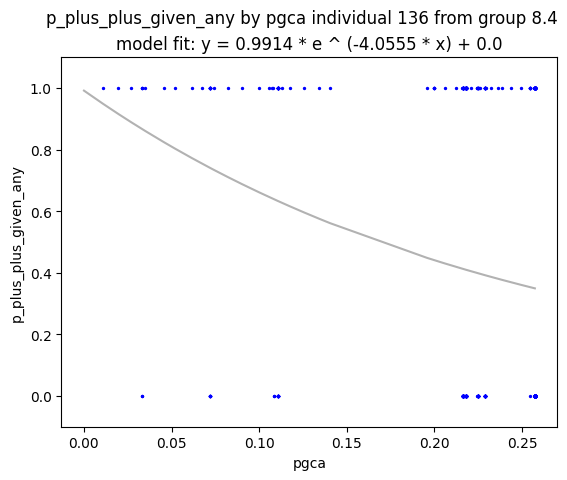 p_plus_plus_given_any by pgca individual 136 from group 8.4
model fit: y = 0.9914 * e ^ (-4.0555 * x) + 0.0
1.0
0.8
0.6
0.4
0.2
0.0
p_plus_plus_given_any
0.00 0.05 0.10 0.15 0.20 0.25
pgca